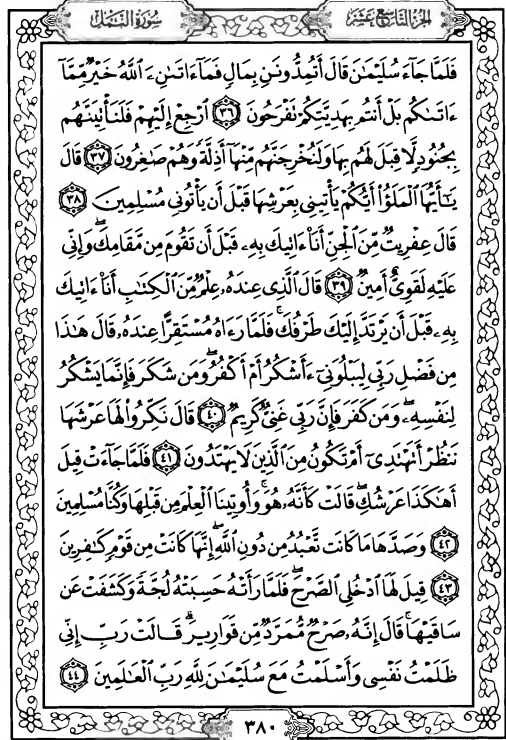 الجزء التاسع عشر
سورة النمل
فَلَمَّا جَآءَ سُلَيْمَـٰنَ قَالَ أَتُمِدُّونَنِ بِمَالٍ فَمَآ ءَاتَىٰنِۦَ ٱللَّهُ خَيْرٌ مِّمَّآ
ءَاتَىٰكُم بَلْ أَنتُم بِهَدِيَّتِكُمْ تَفْرَحُونَ ٣٦ ٱرْجِعْ إِلَيْهِمْ فَلَنَأْتِيَنَّهُم
بِجُنُودٍ لَّا قِبَلَ لَهُم بِهَا وَلَنُخْرِجَنَّهُم مِّنْهَآ أَذِلَّةً وَهُمْ صَـٰغِرُونَ ٣٧ قَالَ
يَـٰٓأَيُّهَا ٱلْمَلَؤُا۟ أَيُّكُمْ يَأْتِينِى بِعَرْشِهَا قَبْلَ أَن يَأْتُونِى مُسْلِمِينَ ٣٨
قَالَ عِفْرِيتٌ مِّنَ ٱلْجِنِّ أَنَا۠ ءَاتِيكَ بِهِۦ قَبْلَ أَن تَقُومَ مِن مَّقَامِكَ ۖ وَإِنِّى
عَلَيْهِ لَقَوِىٌّ أَمِينٌ ٣٩ قَالَ ٱلَّذِى عِندَهُۥ عِلْمٌ مِّنَ ٱلْكِتَـٰبِ أَنَا۠ ءَاتِيكَ
بِهِۦ قَبْلَ أَن يَرْتَدَّ إِلَيْكَ طَرْفُكَ ۚ فَلَمَّا رَءَاهُ مُسْتَقِرًّا عِندَهُۥ قَالَ هَـٰذَا
مِن فَضْلِ رَبِّى لِيَبْلُوَنِىٓ ءَأَشْكُرُ أَمْ أَكْفُرُ ۖ وَمَن شَكَرَ فَإِنَّمَا يَشْكُرُ
لِنَفْسِهِۦ ۖ وَمَن كَفَرَ فَإِنَّ رَبِّى غَنِىٌّ كَرِيمٌ ٤٠ قَالَ نَكِّرُوا۟ لَهَا عَرْشَهَا
نَنظُرْ أَتَهْتَدِىٓ أَمْ تَكُونُ مِنَ ٱلَّذِينَ لَا يَهْتَدُونَ ٤١ فَلَمَّا جَآءَتْ قِيلَ
أَهَـٰكَذَا عَرْشُكِ ۖ قَالَتْ كَأَنَّهُۥ هُوَ ۚ وَأُوتِينَا ٱلْعِلْمَ مِن قَبْلِهَا وَكُنَّا مُسْلِمِينَ
٤٢ وَصَدَّهَا مَا كَانَت تَّعْبُدُ مِن دُونِ ٱللَّهِ ۖ إِنَّهَا كَانَتْ مِن قَوْمٍ كَـٰفِرِينَ
٤٣ قِيلَ لَهَا ٱدْخُلِى ٱلصَّرْحَ ۖ فَلَمَّا رَأَتْهُ حَسِبَتْهُ لُجَّةً وَكَشَفَتْ عَن
سَاقَيْهَا ۚ قَالَ إِنَّهُۥ صَرْحٌ مُّمَرَّدٌ مِّن قَوَارِيرَ ۗ قَالَتْ رَبِّ إِنِّى
ظَلَمْتُ نَفْسِى وَأَسْلَمْتُ مَعَ سُلَيْمَـٰنَ لِلَّهِ رَبِّ ٱلْعَـٰلَمِينَ ٤٤
٣٨٠